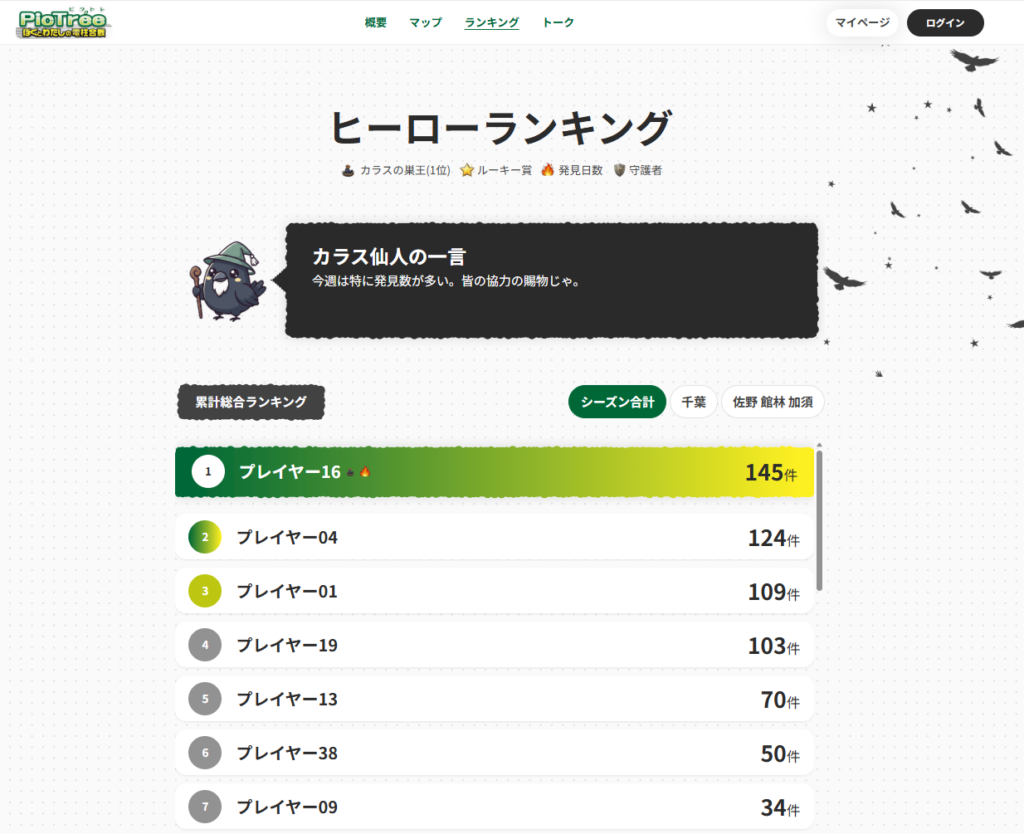 ピクトレ
PicTrée
ぼくとわたしの電柱合戦
概要 マップ ランキング トーク
マイページ ログイン
ヒーローランキング
カラスの巣王(1位) ルーキー賞 発見日数 守護者
カラス仙人の一言
今週は特に発見数が多い。皆の協力の賜物じゃ。
累計総合ランキング
シーズン合計 千葉 佐野 館林 加須
1 プレイヤー16 145件
2 プレイヤー04 124件
3 プレイヤー01 109件
4 プレイヤー19 103件
5 プレイヤー13 70件
6 プレイヤー38 50件
7 プレイヤー09 34件